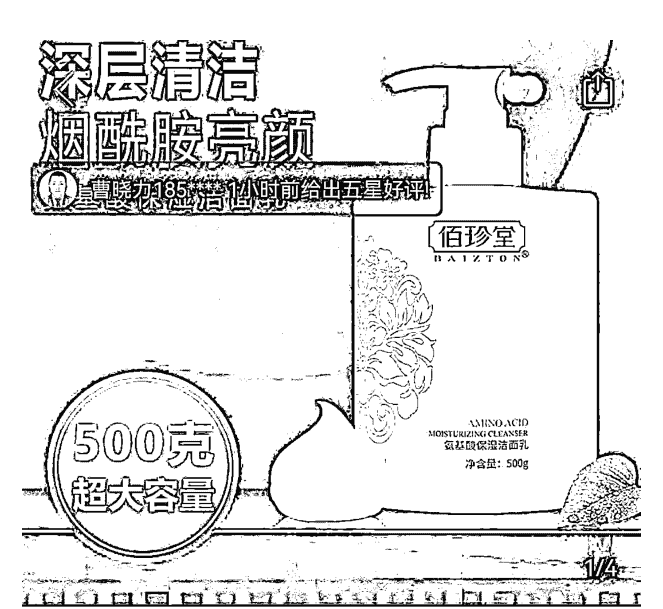 深层清洁
烟酰胺亮颜
曹晓力185****1小时前给出五星好评!
佰珍堂
BAIZTON®
AMINO ACID
MOISTURIZING CLEANSER
氨基酸保湿洁面乳
净含量：500g
500克
超大容量
1/4